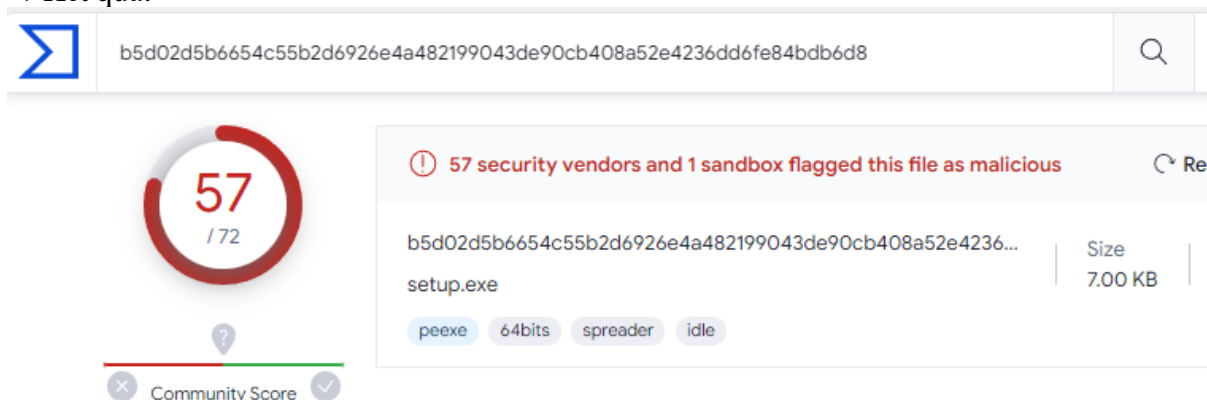 b5d02d5b6654c55b2d6926e4a482199043de90cb408a52e4236dd6fe84bdb6d8
57
/ 72
Community Score
57 security vendors and 1 sandbox flagged this file as malicious
Re
b5d02d5b6654c55b2d6926e4a482199043de90cb408a52e4236...
setup.exe
Size
7.00 KB
peexe 64bits spreader idle